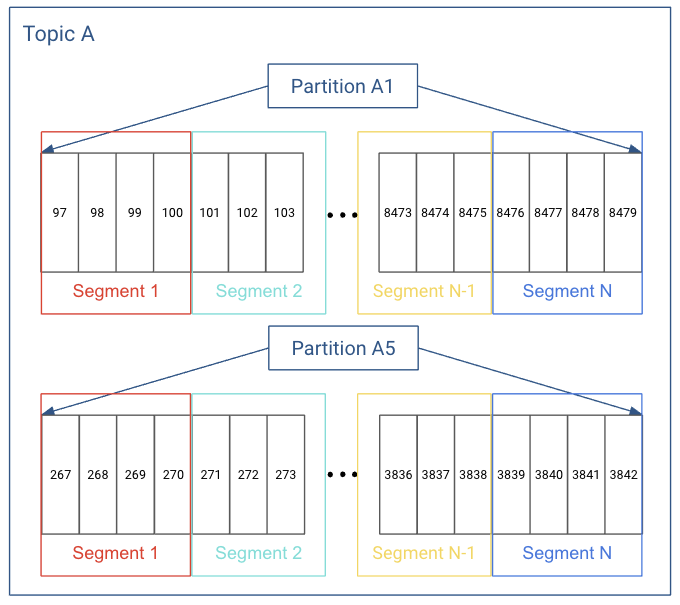 Topic A
Partition A1
97 98 99 100 101 102 103 ... 8473 8474 8475 8476 8477 8478 8479
Segment 1 Segment 2 Segment N-1 Segment N
Partition A5
267 268 269 270 271 272 273 ... 3836 3837 3838 3839 3840 3841 3842
Segment 1 Segment 2 Segment N-1 Segment N